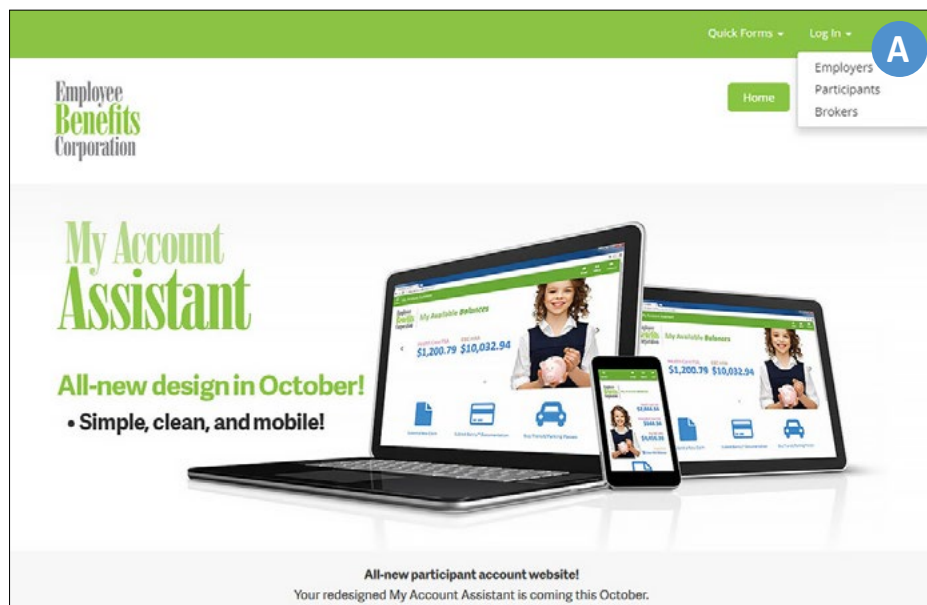 Quick Forms
Log In
A
Employers
Participants
Brokers
Home
Employee
Benefits
Corporation
My Account
Assistant
All-new design in October!
• Simple, clean, and mobile!
My Available Balances
$1,200.79 $10,032.94
My Available Balances
$1,200.79 $10,032.94
All-new participant account website!
Your redesigned My Account Assistant is coming this October.